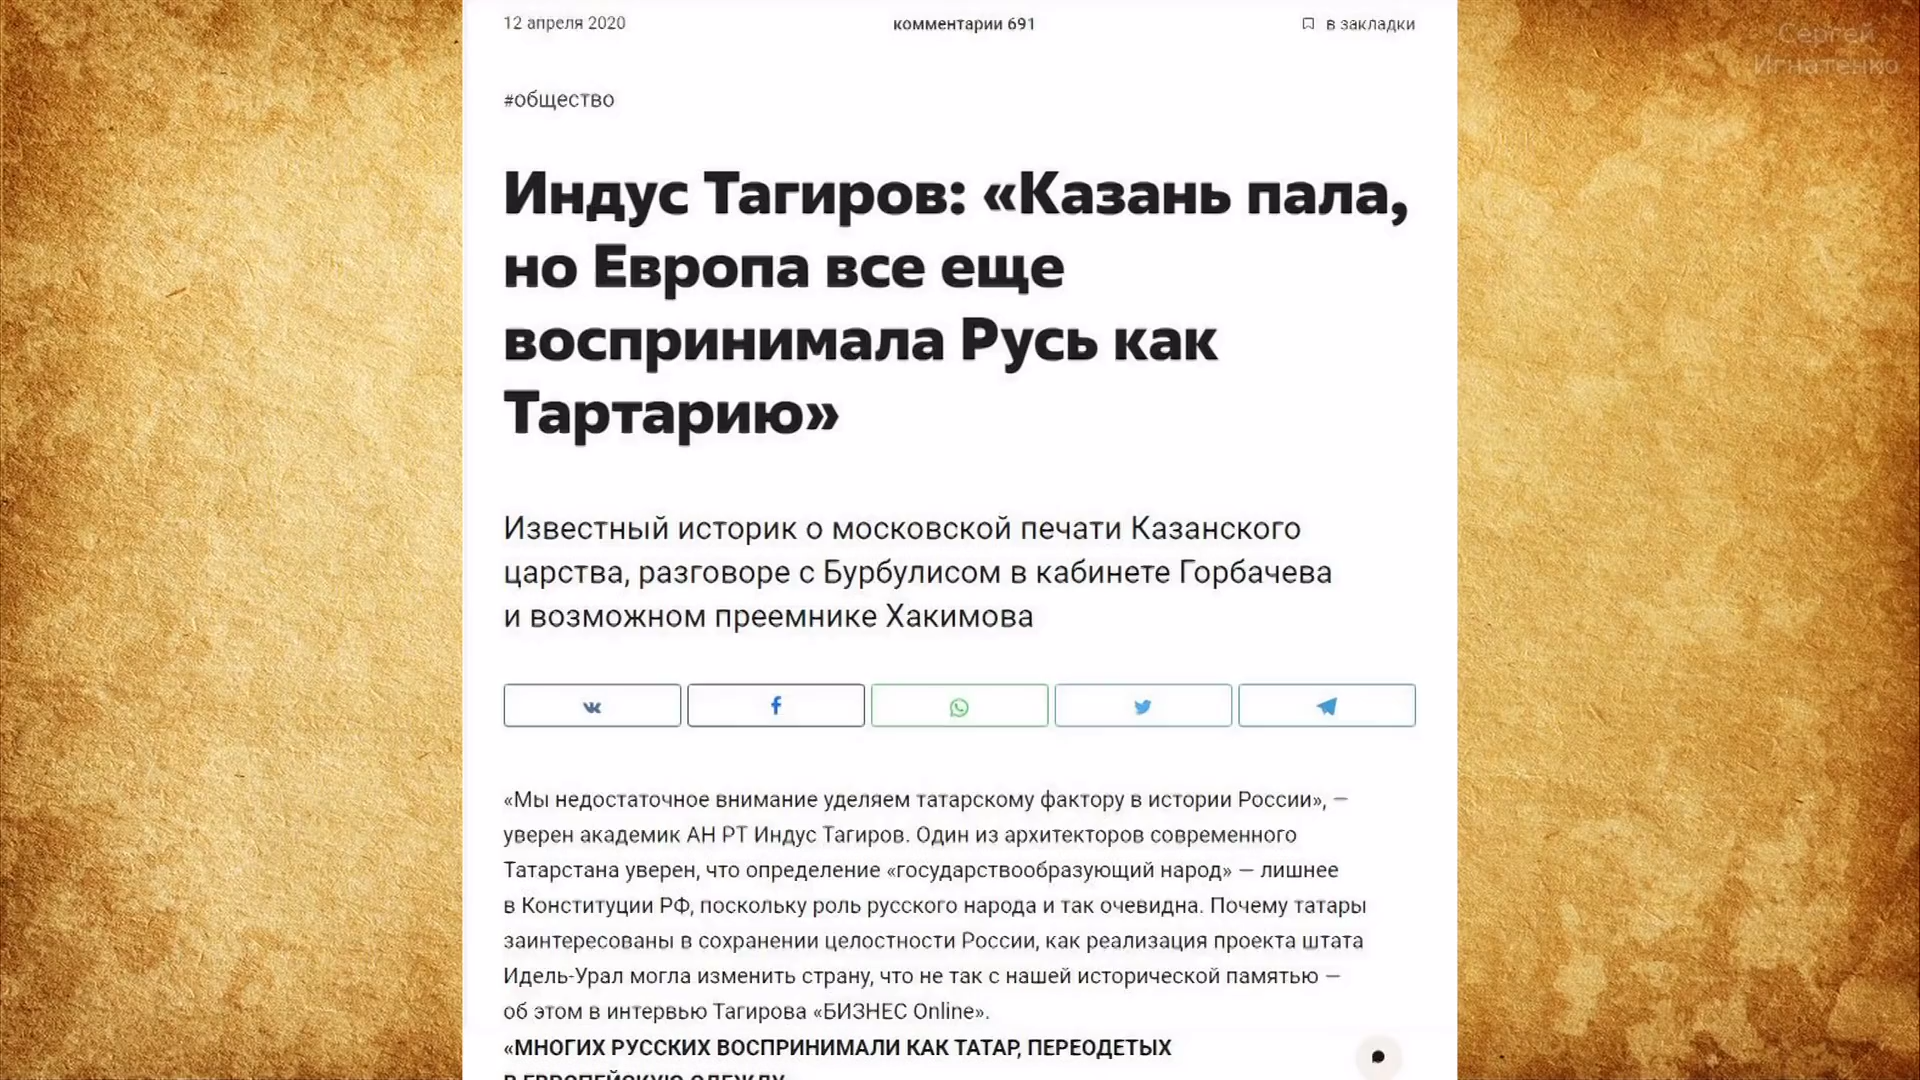 12 апреля 2020
комментарии 691
в закладки
Сергей
Игнатенко
#общество
Индус Тагиров: «Казань пала,
но Европа все еще
воспринимала Русь как
Тартарию»
Известный историк о московской печати Казанского
царства, разговоре с Бурбулисом в кабинете Горбачева
и возможном преемнике Хакимова
«Мы недостаточное внимание уделяем татарскому фактору в истории России», —
уверен академик АН РТ Индус Тагиров. Один из архитекторов современного
Татарстана уверен, что определение «государствообразующий народ» — лишнее
в Конституции РФ, поскольку роль русского народа и так очевидна. Почему татары
заинтересованы в сохранении целостности России, как реализация проекта штата
Идель-Урал могла изменить страну, что не так с нашей исторической памятью —
об этом в интервью Тагирова «БИЗНЕС Online».
«МНОГИХ РУССКИХ ВОСПРИНИМАЛИ КАК ТАТАР, ПЕРЕОДЕТЫХ
В ЕВРОПЕЙСКУЮ ОДЕЖДУ»